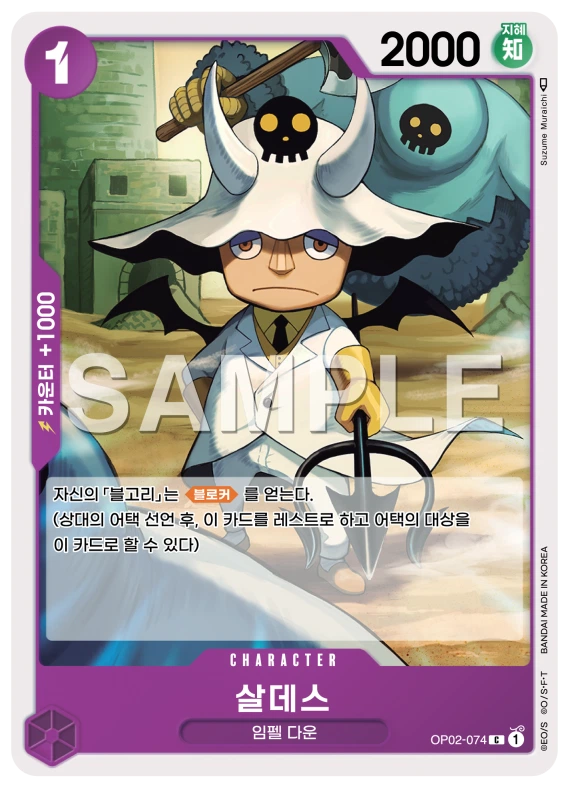 1
2000
지혜
知
Suzume Muraichi
카운터 +1000
SAMPLE
자신의 「블고리」는 블로커 를 얻는다.
(상대의 어택 선언 후, 이 카드를 레스트로 하고 어택의 대상을
이 카드로 할 수 있다)
CHARACTER
살데스
임펠 다운
OP02-074 C 1
©EO/S ©O/S·F·T BANDAI MADE IN KOREA